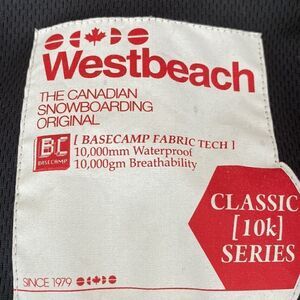 Westbeach
THE CANADIAN
SNOWBOARDING
ORIGINAL
BC
BASECAMP
[ BASECAMP FABRIC TECH ]
10,000mm Waterproof
10,000gm Breathability
CLASSIC
[10k]
SERIES
SINCE 1979